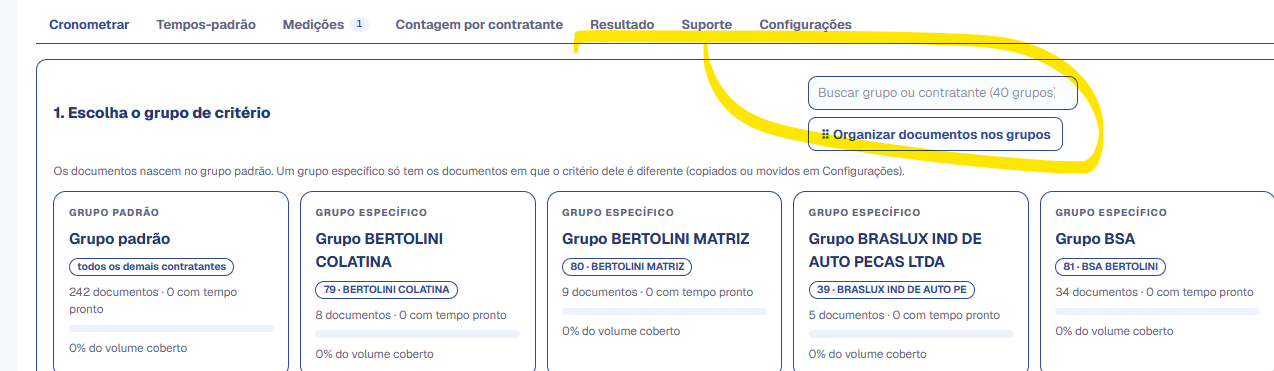 Cronometrar Tempos-padrão Medições 1 Contagem por contratante Resultado Suporte Configurações
1. Escolha o grupo de critério
Buscar grupo ou contratante (40 grupos)
Organizar documentos nos grupos
Os documentos nascem no grupo padrão. Um grupo específico só tem os documentos em que o critério dele é diferente (copiados ou movidos em Configurações).
GRUPO PADRÃO
Grupo padrão
todos os demais contratantes
242 documentos · 0 com tempo
pronto
0% do volume coberto
GRUPO ESPECÍFICO
Grupo BERTOLINI
COLATINA
79 · BERTOLINI COLATINA
8 documentos · 0 com tempo pronto
0% do volume coberto
GRUPO ESPECÍFICO
Grupo BERTOLINI MATRIZ
80 · BERTOLINI MATRIZ
9 documentos · 0 com tempo pronto
0% do volume coberto
GRUPO ESPECÍFICO
Grupo BRASLUX IND DE
AUTO PECAS LTDA
39 · BRASLUX IND DE AUTO PE
5 documentos · 0 com tempo pronto
0% do volume coberto
GRUPO ESPECÍFICO
Grupo BSA
81 · BSA BERTOLINI
34 documentos · 0 com tempo pronto
0% do volume coberto